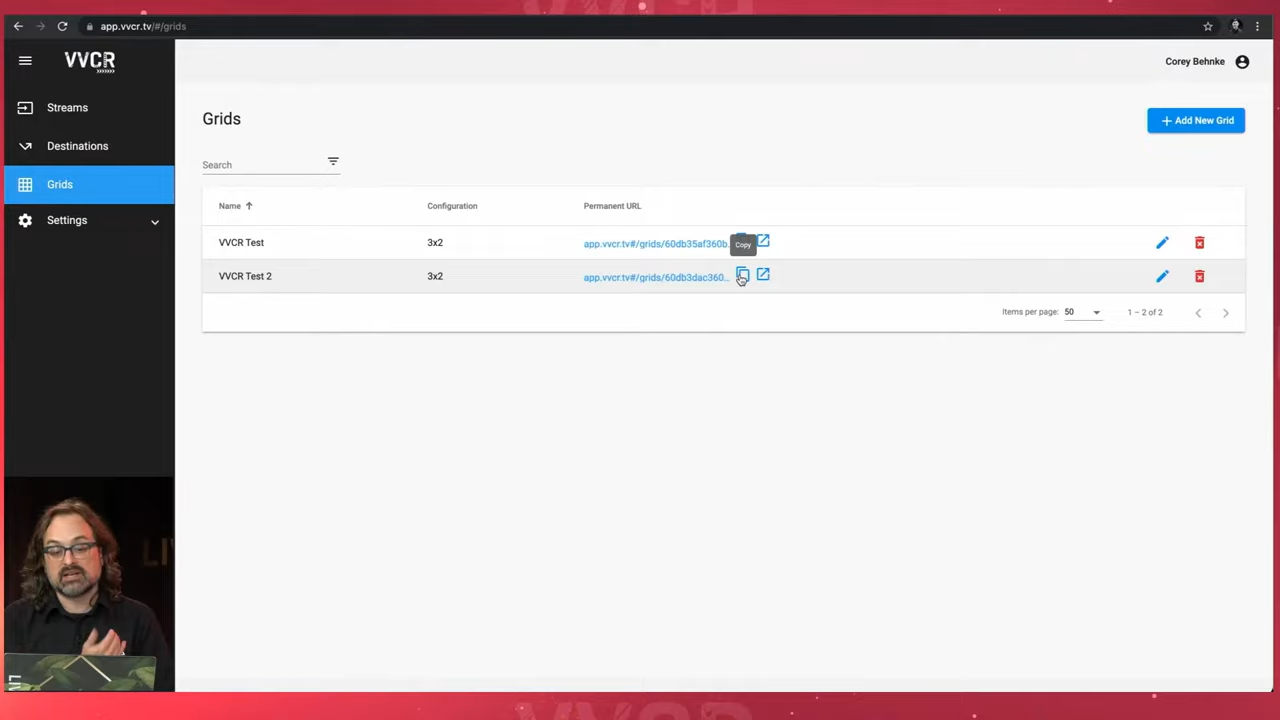 app.vvcr.tv/#/grids
VVCR
Corey Behnke
Streams
Destinations
Grids
Settings
Grids
+ Add New Grid
Search
Name
Configuration
Permanent URL
VVCR Test
3x2
app.vvcr.tv#/grids/60db35af360b...
Copy
VVCR Test 2
3x2
app.vvcr.tv#/grids/60db3dac360...
Items per page: 50
1 – 2 of 2
VVCR